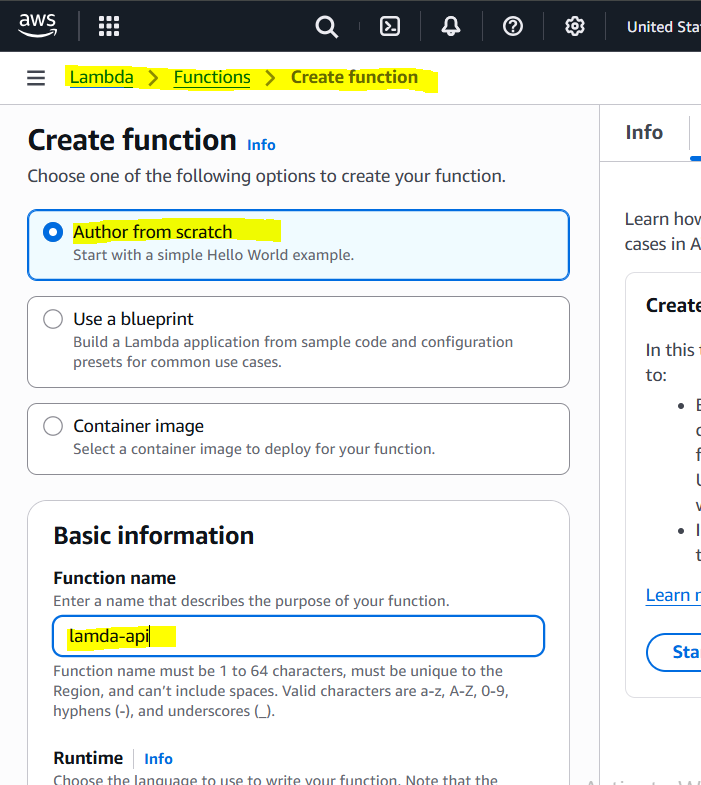 aws
United Sta
Lambda > Functions > Create function
Create function Info
Choose one of the following options to create your function.
Author from scratch
Start with a simple Hello World example.
Use a blueprint
Build a Lambda application from sample code and configuration
presets for common use cases.
Container image
Select a container image to deploy for your function.
Basic information
Function name
Enter a name that describes the purpose of your function.
lamda-api
Function name must be 1 to 64 characters, must be unique to the
Region, and can't include spaces. Valid characters are a-z, A-Z, 0-9,
hyphens (-), and underscores (_).
Runtime Info
Choose the language to use to write your function. Note that the
Info
Learn how
cases in A
Create
In this
to:
Learn
Sta